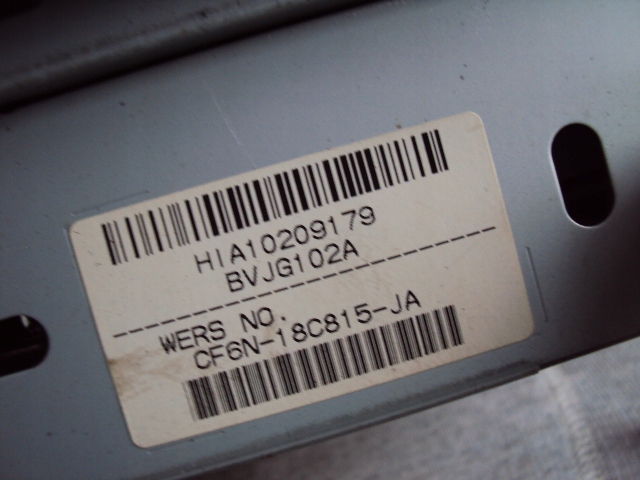 HIA10209179
BVJG102A
WERS NO.
CF6N-18C815-JA